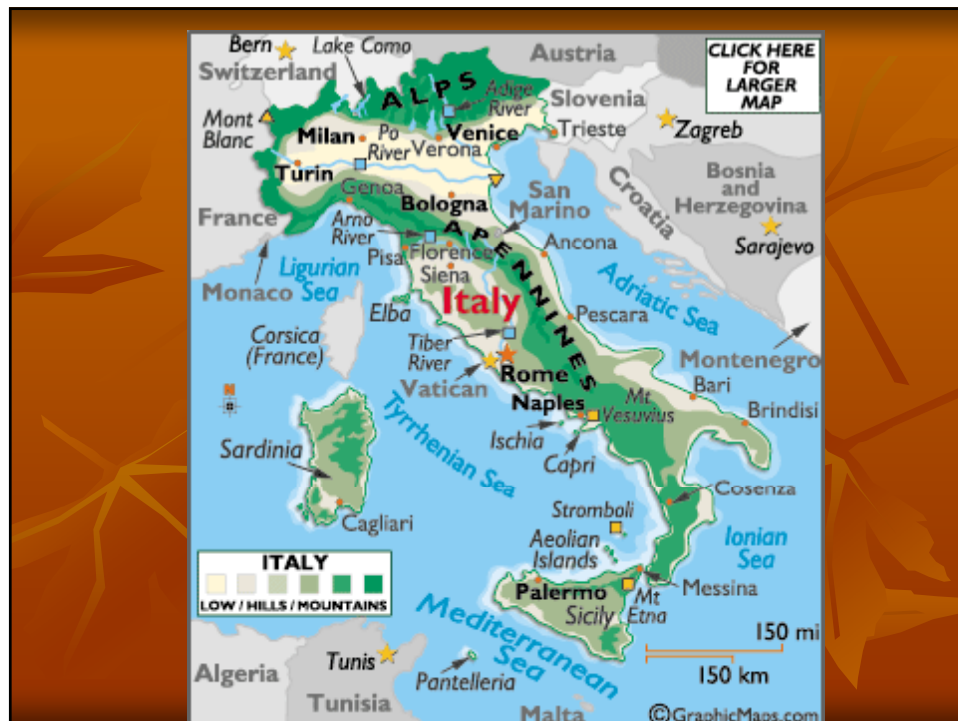 Bern
Lake Como
Austria
CLICK HERE
FOR
LARGER
MAP
Switzerland
ALPS
Adige
River
Slovenia
Mont
Blanc
Milan
Po
River
Venice
Verona
Trieste
Zagreb
Turin
Genoa
Bologna
San
Marino
Croatia
Bosnia
and
Herzegovina
France
Arno
River
APENNINES
Ancona
Sarajevo
Pisa
Florence
Siena
Ligurian
Sea
Monaco
Italy
Adriatic Sea
Elba
Pescara
Corsica
(France)
Tiber
River
Montenegro
Vatican
Rome
Bari
N
Naples
Mt
Vesuvius
Brindisi
Tyrrhenian Sea
Ischia
Capri
Sardinia
Cosenza
Stromboli
Cagliari
Aeolian
Islands
Ionian
Sea
ITALY
LOW / HILLS / MOUNTAINS
Palermo
Sicily
Mt
Etna
Messina
Mediterranean
Sea
150 mi
150 km
Algeria
Tunis
Pantelleria
Tunisia
Malta
©GraphicMaps.com